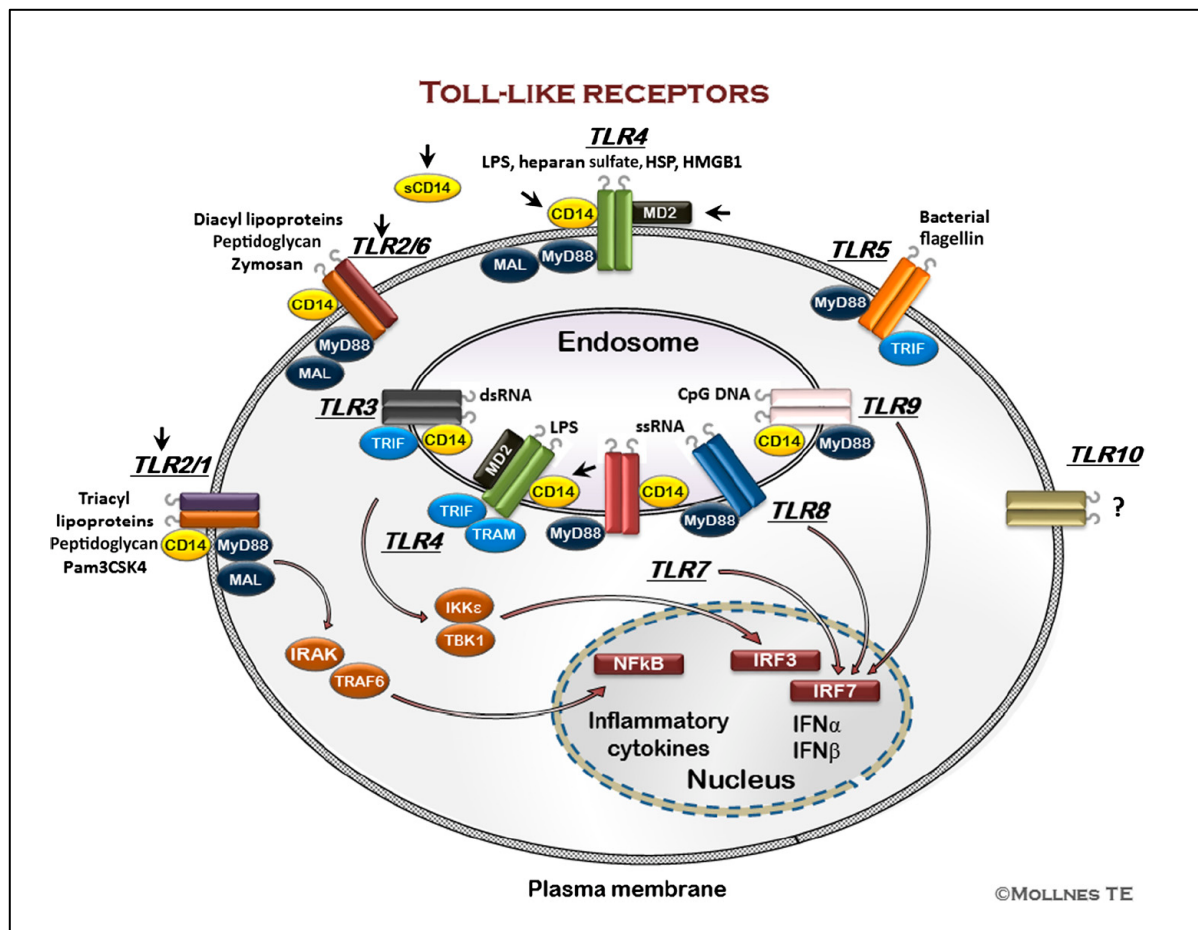 TOLL-LIKE RECEPTORS
TLR4
LPS, heparan sulfate, HSP, HMGB1
sCD14
CD14
MD2
MAL
MyD88
Diacyl lipoproteins
Peptidoglycan
Zymosan
TLR2/6
CD14
MyD88
MAL
Bacterial
flagellin
TLR5
MyD88
TRIF
Endosome
TLR3
dsRNA
TRIF
CD14
MD2
LPS
CD14
TRIF
TRAM
TLR4
ssRNA
CD14
MyD88
MyD88
TLR8
TLR7
CpG DNA
TLR9
CD14
MyD88
TLR10
?
TLR2/1
Triacyl
lipoproteins
Peptidoglycan
Pam3CSK4
CD14
MyD88
MAL
IKKε
TBK1
IRAK
TRAF6
NFkB
IRF3
IRF7
Inflammatory
cytokines
IFNα
IFNβ
Nucleus
Plasma membrane
©MOLLNES TE